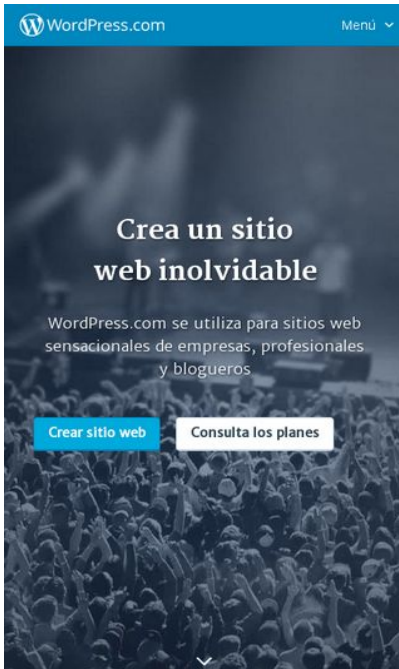 WordPress.com
Menú
Crea un sitio
web inolvidable
WordPress.com se utiliza para sitios web
sensacionales de empresas, profesionales
y blogueros
Crear sitio web
Consulta los planes